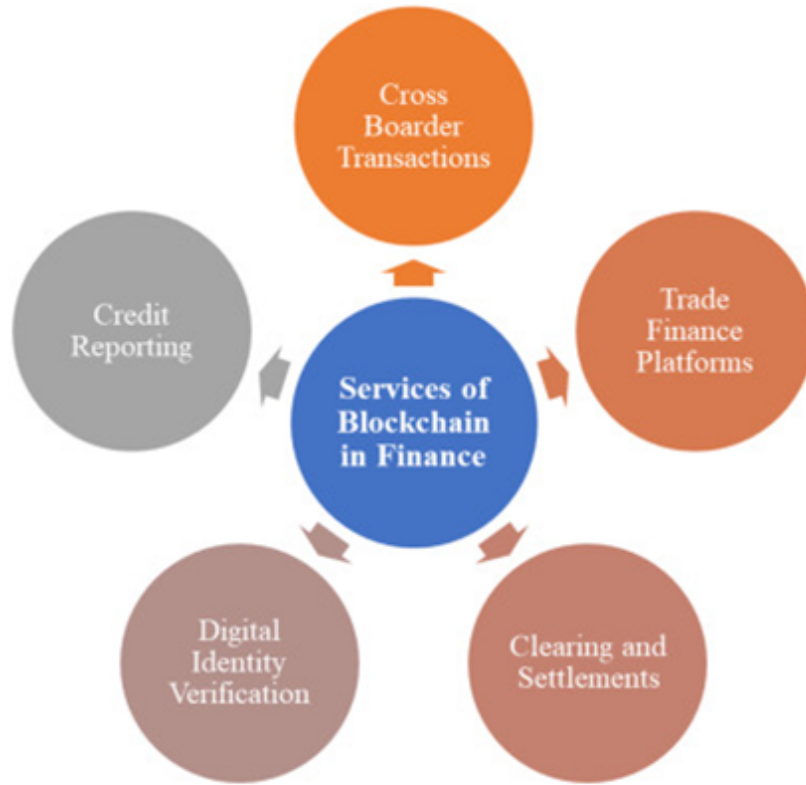 Cross
Boarder
Transactions
Credit
Reporting
Trade
Finance
Platforms
Services of
Blockchain
in Finance
Digital
Identity
Verification
Clearing and
Settlements